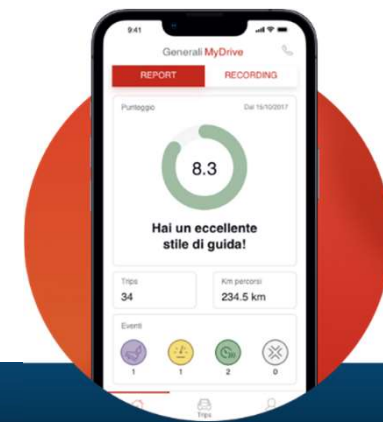 9:41
Generali MyDrive
REPORT RECORDING
Punteggio Dal 15/10/2017
8.3
Hai un eccellente
stile di guida!
Trips Km percorsi
34 234.5 km
Eventi
1 1 2 0
Trips